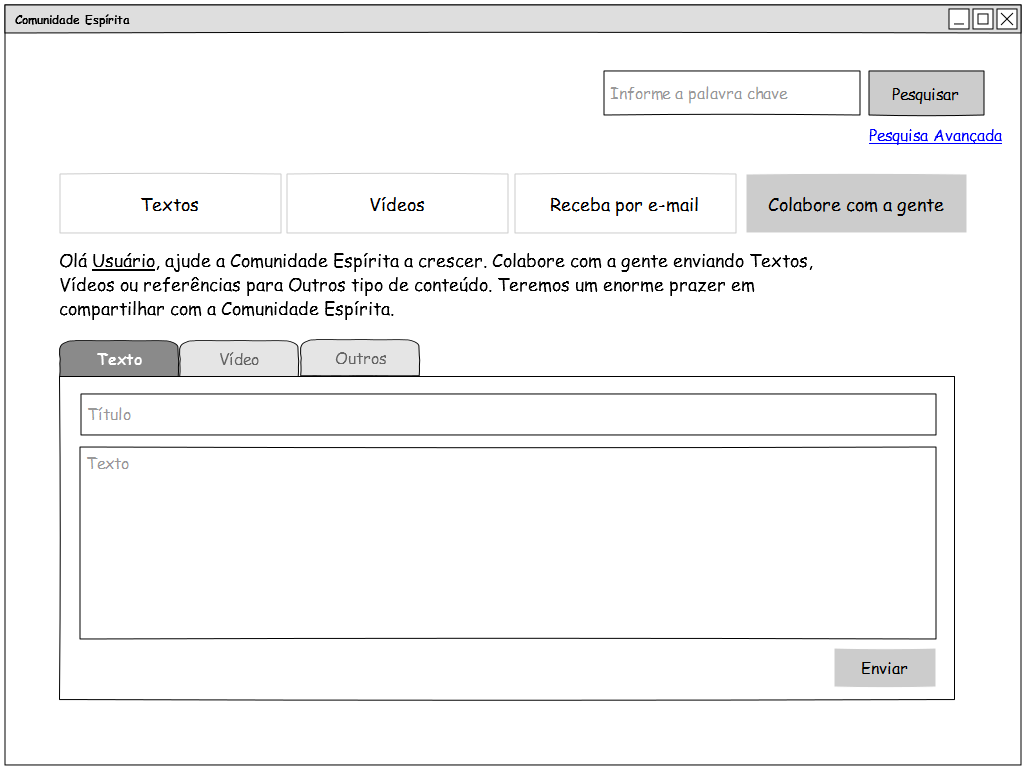 Comunidade Espírita
Informe a palavra chave
Pesquisar
Pesquisa Avançada
Textos
Vídeos
Receba por e-mail
Colabore com a gente
Olá Usuário, ajude a Comunidade Espírita a crescer. Colabore com a gente enviando Textos,
Vídeos ou referências para Outros tipo de conteúdo. Teremos um enorme prazer em
compartilhar com a Comunidade Espírita.
Texto
Vídeo
Outros
Título
Texto
Enviar